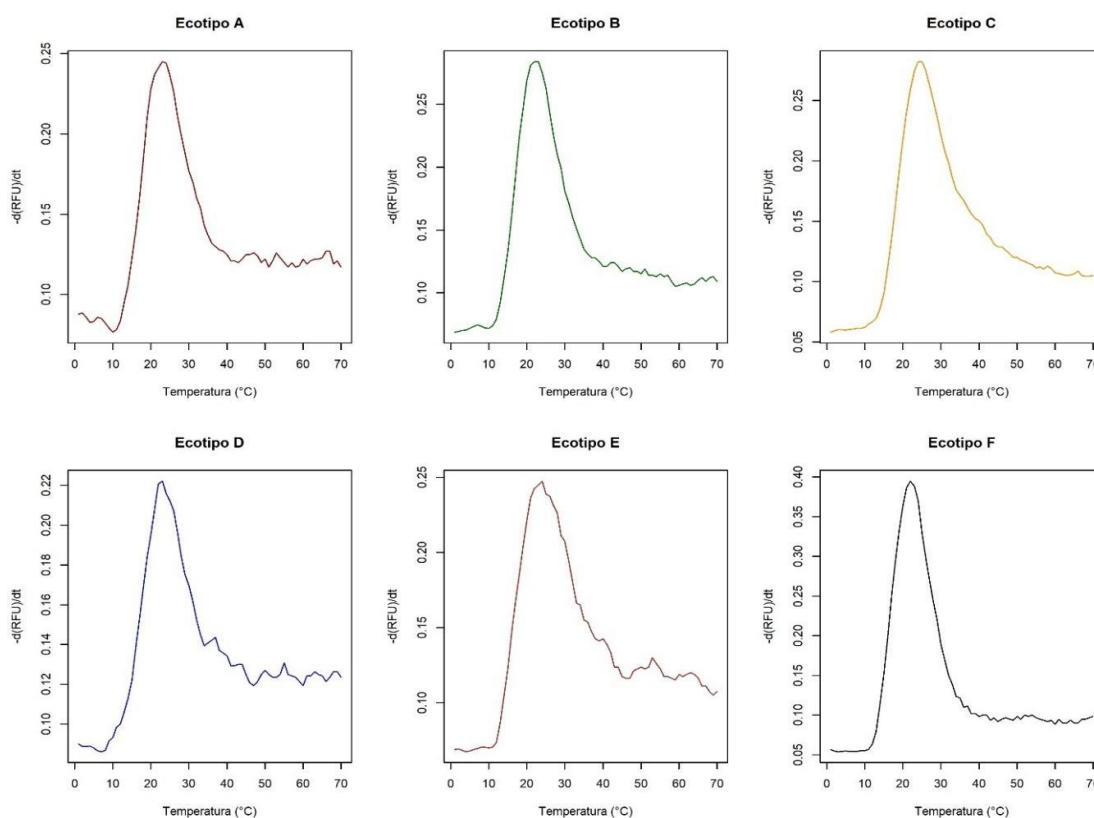 Ecotipo A
-d(RFU)/dt
0.10 0.15 0.20 0.25
0 10 20 30 40 50 60 70
Temperatura (°C)
Ecotipo B
-d(RFU)/dt
0.10 0.15 0.20 0.25
0 10 20 30 40 50 60 70
Temperatura (°C)
Ecotipo C
-d(RFU)/dt
0.05 0.10 0.15 0.20 0.25
0 10 20 30 40 50 60 70
Temperatura (°C)
Ecotipo D
-d(RFU)/dt
0.10 0.12 0.14 0.16 0.18 0.20 0.22
0 10 20 30 40 50 60 70
Temperatura (°C)
Ecotipo E
-d(RFU)/dt
0.10 0.15 0.20 0.25
0 10 20 30 40 50 60 70
Temperatura (°C)
Ecotipo F
-d(RFU)/dt
0.05 0.10 0.15 0.20 0.25 0.30 0.35 0.40
0 10 20 30 40 50 60 70
Temperatura (°C)